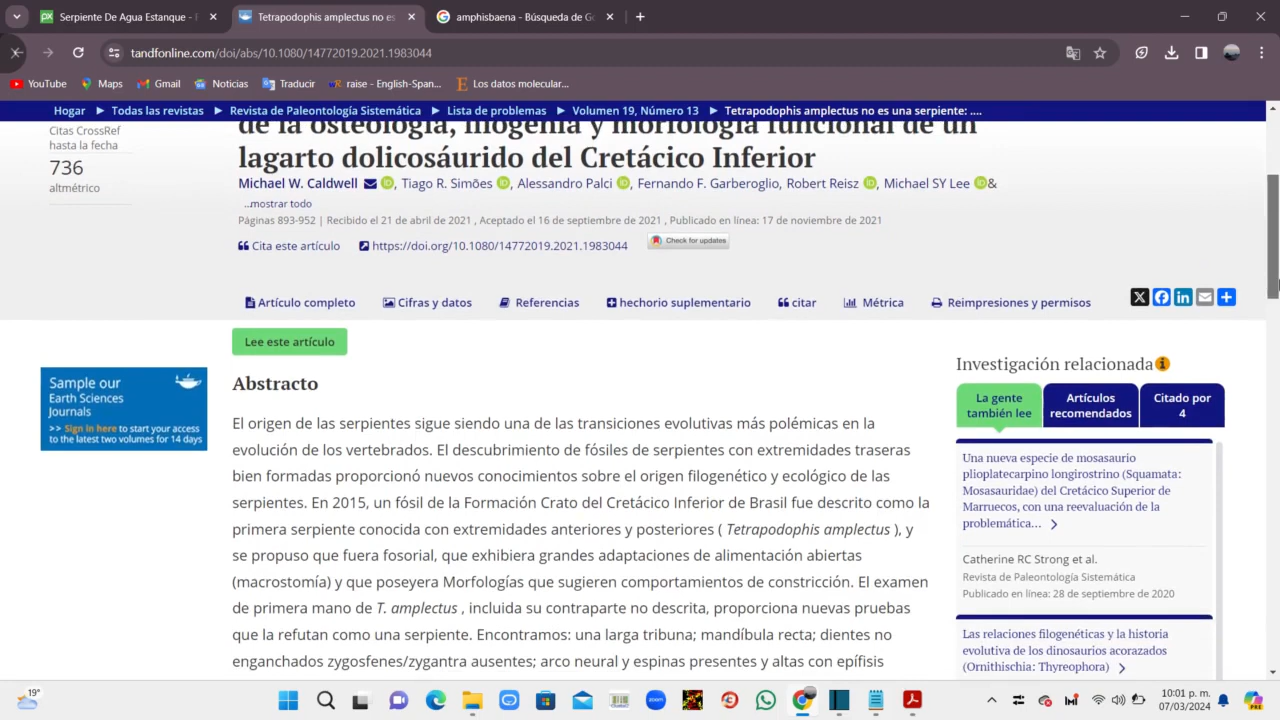 Serpiente De Agua Estanque - F
Tetrapodophis amplectus no es
amphisbaena - Búsqueda de G
tandfonline.com/doi/abs/10.1080/14772019.2021.1983044
YouTube
Maps
Gmail
Noticias
Traducir
raise - English-Span...
Los datos molecular...
Hogar
Todas las revistas
Revista de Paleontología Sistemática
Lista de problemas
Volumen 19, Número 13
Tetrapodophis amplectus no es una serpiente: ....
Citas CrossRef
hasta la fecha
736
altmétrico
de la osteología, filogenia y morfología funcional de un
lagarto dolicosáurido del Cretácico Inferior
Michael W. Caldwell , Tiago R. Simões , Alessandro Palci , Fernando F. Garberoglio, Robert Reisz , Michael SY Lee &
...mostrar todo
Páginas 893-952 | Recibido el 21 de abril de 2021 , Aceptado el 16 de septiembre de 2021 , Publicado en línea: 17 de noviembre de 2021
Cita este artículo
https://doi.org/10.1080/14772019.2021.1983044
Check for updates
Artículo completo
Cifras y datos
Referencias
hechorio suplementario
citar
Métrica
Reimpresiones y permisos
Lee este artículo
Sample our
Earth Sciences
Journals
>> Sign in here to start your access
to the latest two volumes for 14 days
Abstracto
El origen de las serpientes sigue siendo una de las transiciones evolutivas más polémicas en la
evolución de los vertebrados. El descubrimiento de fósiles de serpientes con extremidades traseras
bien formadas proporcionó nuevos conocimientos sobre el origen filogenético y ecológico de las
serpientes. En 2015, un fósil de la Formación Crato del Cretácico Inferior de Brasil fue descrito como la
primera serpiente conocida con extremidades anteriores y posteriores ( Tetrapodophis amplectus ), y
se propuso que fuera fosorial, que exhibiera grandes adaptaciones de alimentación abiertas
(macrostomía) y que poseyera Morfologías que sugieren comportamientos de constricción. El examen
de primera mano de T. amplectus , incluida su contraparte no descrita, proporciona nuevas pruebas
que la refutan como una serpiente. Encontramos: una larga tribuna; mandíbula recta; dientes no
enganchados zygosfenes/zygantra ausentes; arco neural y espinas presentes y altas con epífisis
Investigación relacionada
La gente
también lee
Artículos
recomendados
Citado por
4
Una nueva especie de mosasaurio
plioplatecarpino longirostrino (Squamata:
Mosasauridae) del Cretácico Superior de
Marruecos, con una reevaluación de la
problemática...
Catherine RC Strong et al.
Revista de Paleontología Sistemática
Publicado en línea: 28 de septiembre de 2020
Las relaciones filogenéticas y la historia
evolutiva de los dinosaurios acorazados
(Ornithischia: Thyreophora)
19°
zoom
10:01 p. m.
07/03/2024